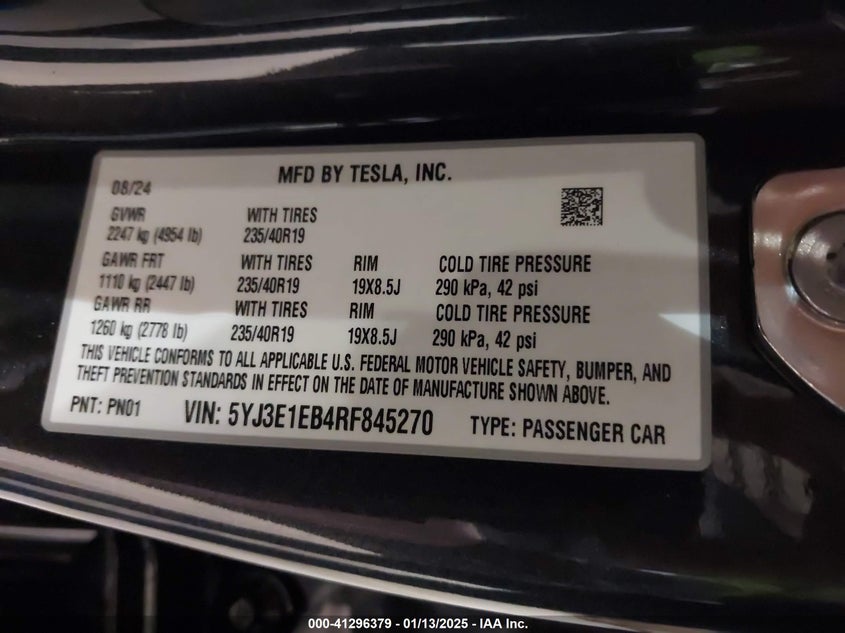 MFD BY TESLA, INC.
08/24
GVWR WITH TIRES
2247 kg (4954 lb) 235/40R19
GAWR FRT WITH TIRES RIM COLD TIRE PRESSURE
1110 kg (2447 lb) 235/40R19 19X8.5J 290 kPa, 42 psi
GAWR RR WITH TIRES RIM COLD TIRE PRESSURE
1260 kg (2778 lb) 235/40R19 19X8.5J 290 kPa, 42 psi
THIS VEHICLE CONFORMS TO ALL APPLICABLE U.S. FEDERAL MOTOR VEHICLE SAFETY, BUMPER, AND
THEFT PREVENTION STANDARDS IN EFFECT ON THE DATE OF MANUFACTURE SHOWN ABOVE.
PNT: PN01 VIN: 5YJ3E1EB4RF845270 TYPE: PASSENGER CAR
000-41296379 - 01/13/2025 - IAA Inc.